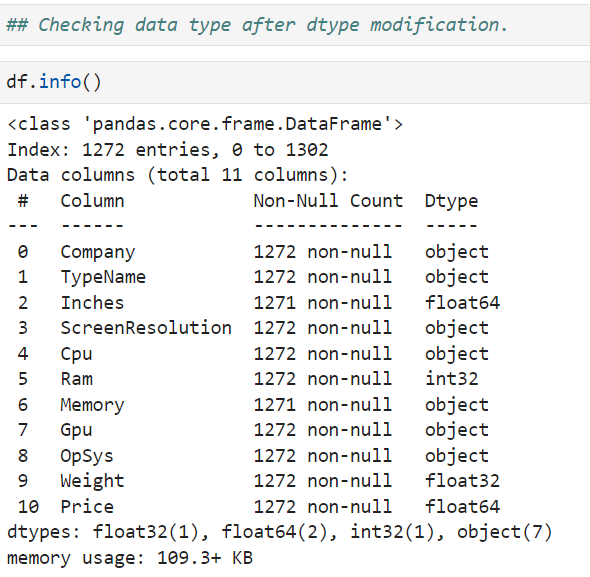 ## Checking data type after dtype modification.
df.info()
<class 'pandas.core.frame.DataFrame'>
Index: 1272 entries, 0 to 1302
Data columns (total 11 columns):
 #   Column            Non-Null Count  Dtype
---  ------            --------------  -----
 0   Company           1272 non-null   object
 1   TypeName          1272 non-null   object
 2   Inches            1271 non-null   float64
 3   ScreenResolution  1272 non-null   object
 4   Cpu               1272 non-null   object
 5   Ram               1272 non-null   int32
 6   Memory            1271 non-null   object
 7   Gpu               1272 non-null   object
 8   OpSys             1272 non-null   object
 9   Weight            1272 non-null   float32
 10  Price             1272 non-null   float64
dtypes: float32(1), float64(2), int32(1), object(7)
memory usage: 109.3+ KB